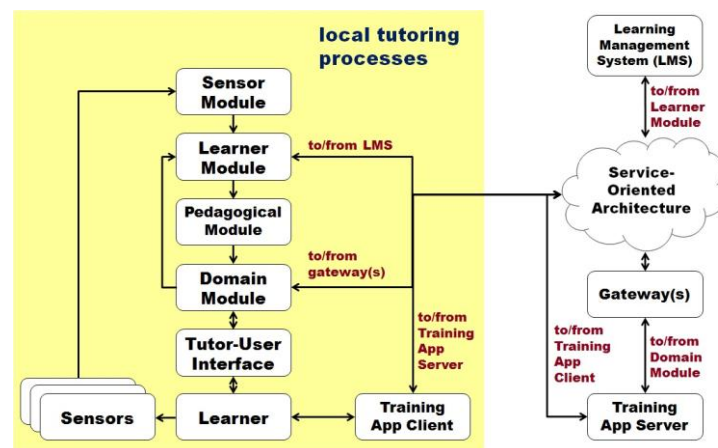 local tutoring
processes
Sensor
Module
Learner
Module
to/from LMS
Pedagogical
Module
to/from
gateway(s)
Domain
Module
Tutor-User
Interface
to/from
Training
App
Server
Sensors
Learner
Training
App Client
Learning
Management
System (LMS)
to/from
Learner
Module
Service-
Oriented
Architecture
Gateway(s)
to/from
Training
App
Client
to/from
Domain
Module
Training
App Server